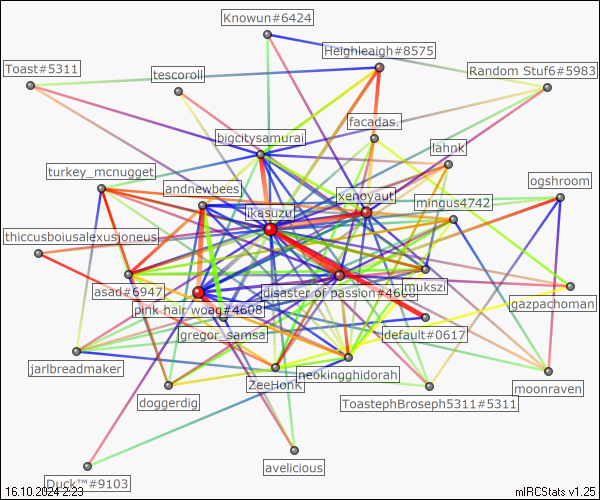 Knowun#6424
Heighleaigh#8575
Toast#5311
tescoroll
Random Stuf6#5983
facadas.
bigcitysamurai
lahnk
turkey_mcnugget
andnewbees
xenoyaut
ogshroom
ikasuzu
mingus4742
thiccusboiusalexusjoneus
asad#6947
disaster of passion#4608
mukszi
pink hair woag#4608
gazpachoman
gregor_samsa
default#0617
jarlbreadmaker
ZeeHonk
neokingghidorah
doggerdig
ToastephBroseph5311#5311
moonraven
avelicious
Duck™#9103
16.10.2024 2:23
mIRCStats v1.25